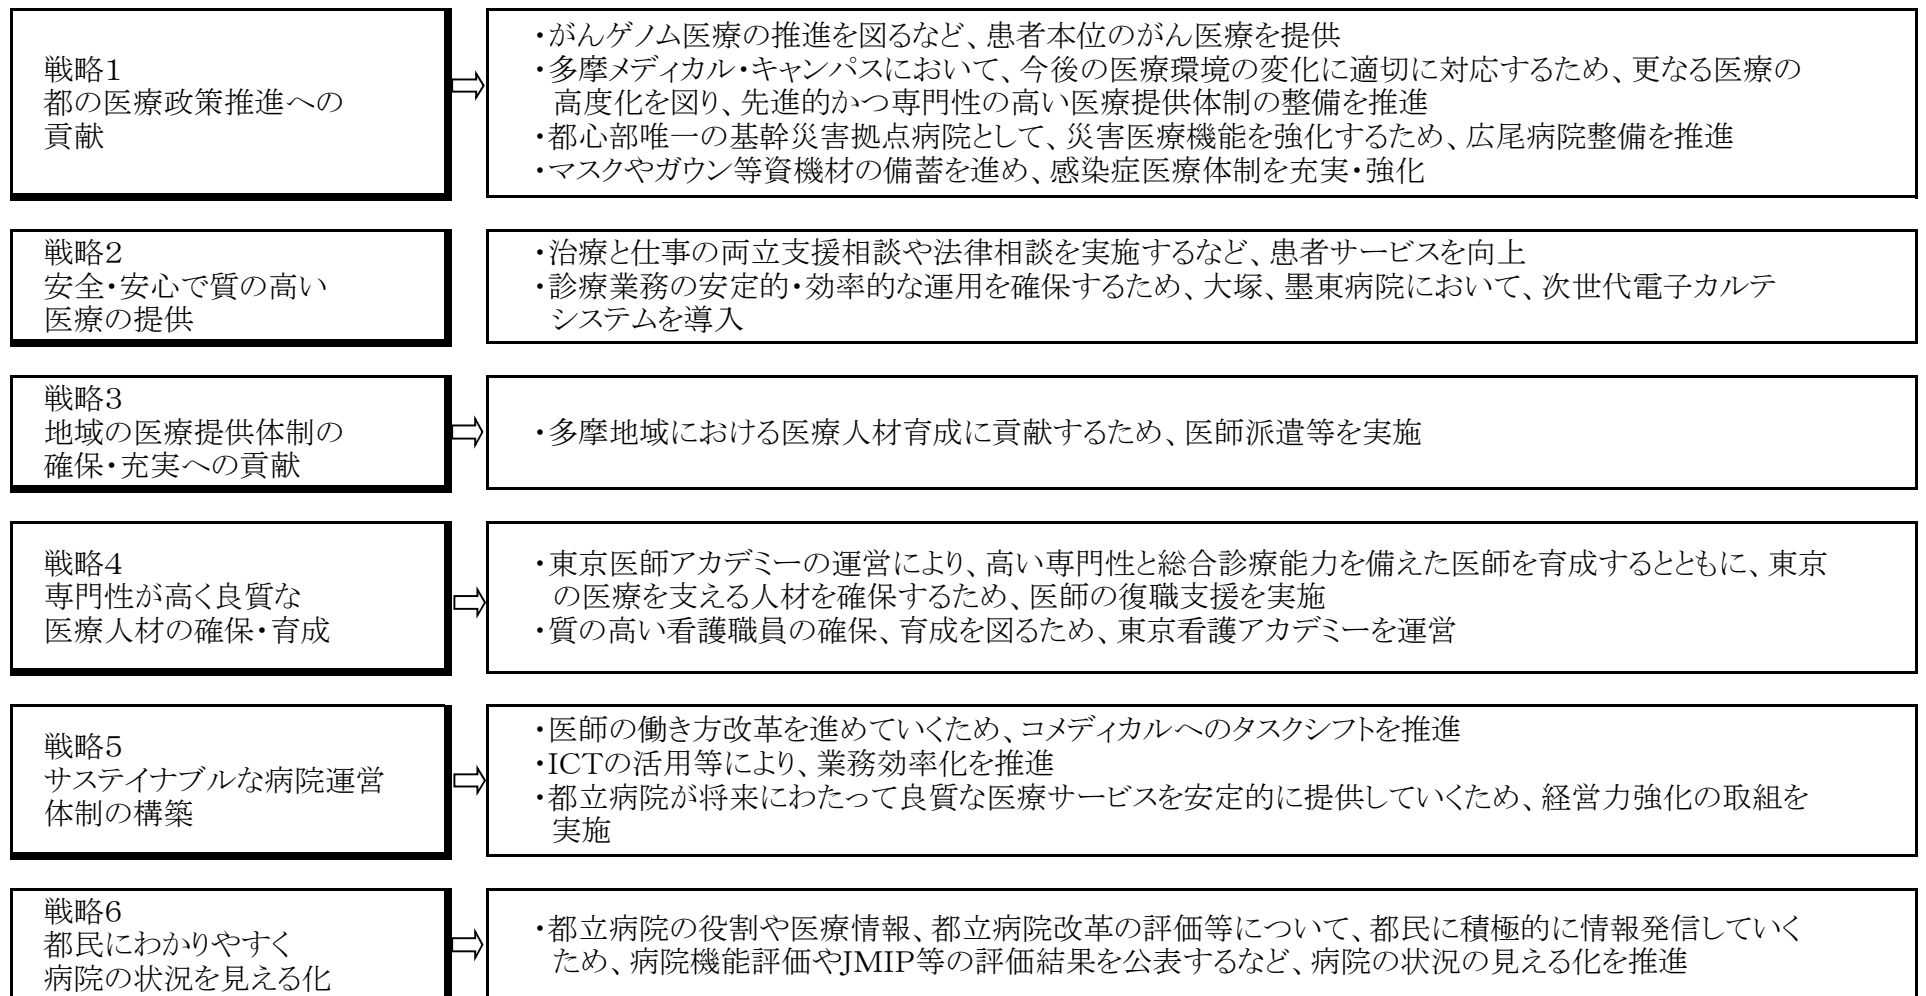 戦略1
都の医療政策推進への
貢献
・がんゲノム医療の推進を図るなど、患者本位のがん医療を提供
・多摩メディカル・キャンパスにおいて、今後の医療環境の変化に適切に対応するため、更なる医療の
高度化を図り、先進的かつ専門性の高い医療提供体制の整備を推進
・都心部唯一の基幹災害拠点病院として、災害医療機能を強化するため、広尾病院整備を推進
・マスクやガウン等資機材の備蓄を進め、感染症医療体制を充実・強化
戦略2
安全・安心で質の高い
医療の提供
・治療と仕事の両立支援相談や法律相談を実施するなど、患者サービスを向上
・診療業務の安定的・効率的な運用を確保するため、大塚、墨東病院において、次世代電子カルテ
システムを導入
戦略3
地域の医療提供体制の
確保・充実への貢献
・多摩地域における医療人材育成に貢献するため、医師派遣等を実施
戦略4
専門性が高く良質な
医療人材の確保・育成
・東京医師アカデミーの運営により、高い専門性と総合診療能力を備えた医師を育成するとともに、東京
の医療を支える人材を確保するため、医師の復職支援を実施
・質の高い看護職員の確保、育成を図るため、東京看護アカデミーを運営
戦略5
サステイナブルな病院運営
体制の構築
・医師の働き方改革を進めていくため、コメディカルへのタスクシフトを推進
・ICTの活用等により、業務効率化を推進
・都立病院が将来にわたって良質な医療サービスを安定的に提供していくため、経営力強化の取組を
実施
戦略6
都民にわかりやすく
病院の状況を見える化
・都立病院の役割や医療情報、都立病院改革の評価等について、都民に積極的に情報発信していく
ため、病院機能評価やJMIP等の評価結果を公表するなど、病院の状況の見える化を推進